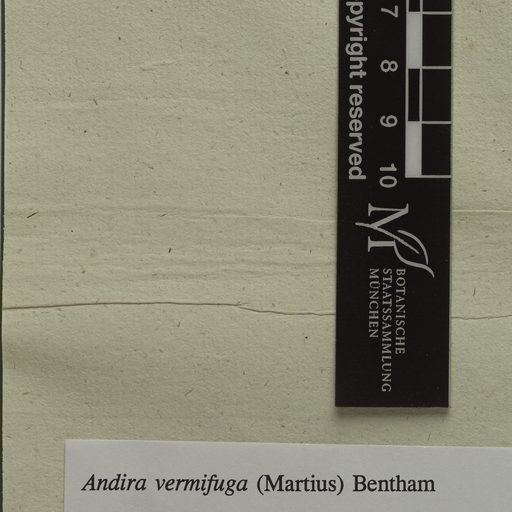 7
8
9
10
pyright reserved
BOTANISCHE
STAATSSAMMLUNG
MÜNCHEN
Andira vermifuga (Martius) Bentham